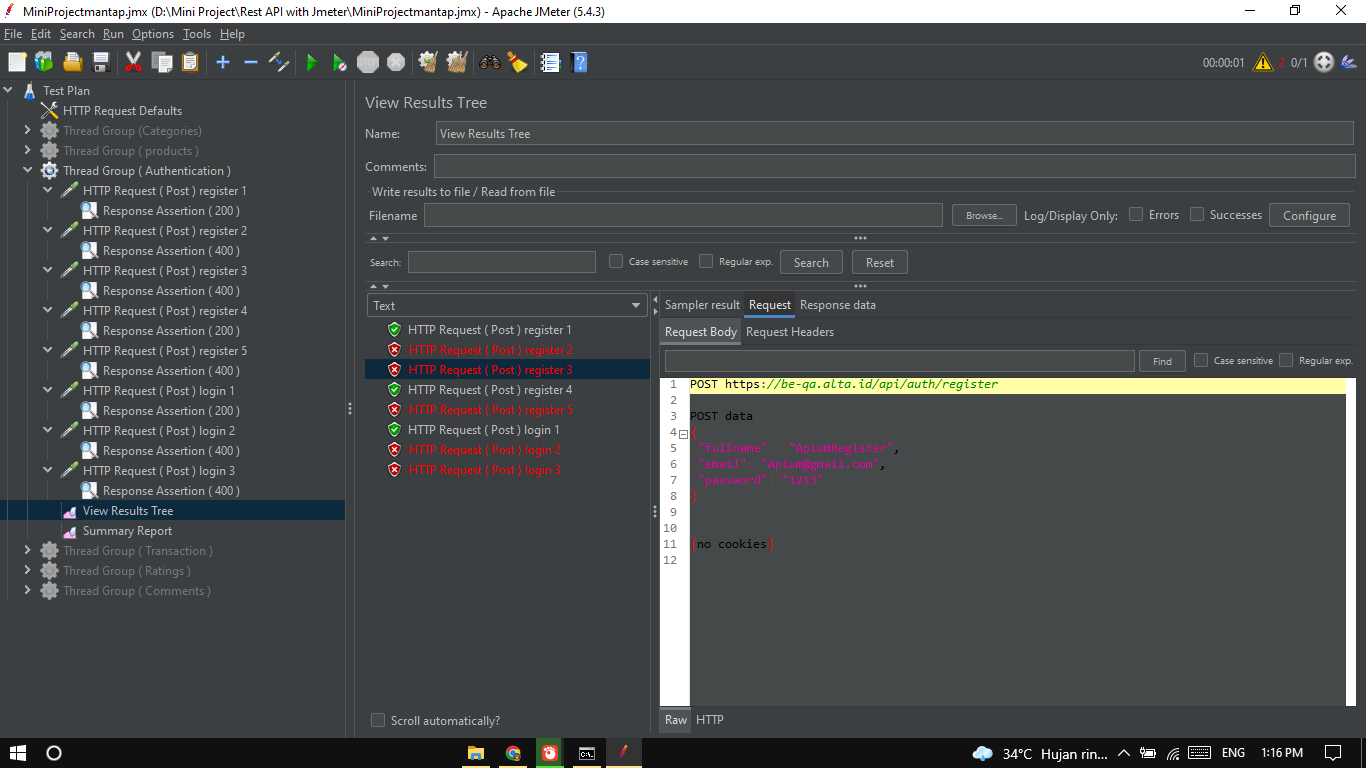 MiniProjectmantap.jmx (D:\Mini Project\Rest API with Jmeter\MiniProjectmantap.jmx) - Apache JMeter (5.4.3)
File Edit Search Run Options Tools Help
STOP
00:00:01 2 0/1
Test Plan
HTTP Request Defaults
Thread Group (Categories)
Thread Group ( products )
Thread Group ( Authentication )
HTTP Request ( Post ) register 1
Response Assertion ( 200 )
HTTP Request ( Post ) register 2
Response Assertion ( 400 )
HTTP Request ( Post ) register 3
Response Assertion ( 400 )
HTTP Request ( Post ) register 4
Response Assertion ( 200 )
HTTP Request ( Post ) register 5
Response Assertion ( 400 )
HTTP Request ( Post ) login 1
Response Assertion ( 200 )
HTTP Request ( Post ) login 2
Response Assertion ( 400 )
HTTP Request ( Post ) login 3
Response Assertion ( 400 )
View Results Tree
Summary Report
Thread Group ( Transaction )
Thread Group ( Ratings )
Thread Group ( Comments )
View Results Tree
Name: View Results Tree
Comments:
Write results to file / Read from file
Filename Browse... Log/Display Only: Errors Successes Configure
Search: Case sensitive Regular exp. Search Reset
Text
HTTP Request ( Post ) register 1
HTTP Request ( Post ) register 2
HTTP Request ( Post ) register 3
HTTP Request ( Post ) register 4
HTTP Request ( Post ) register 5
HTTP Request ( Post ) login 1
HTTP Request ( Post ) login 2
HTTP Request ( Post ) login 3
Scroll automatically?
Sampler result Request Response data
Request Body Request Headers
Find Case sensitive Regular exp.
1 POST https://be-qa.alta.id/api/auth/register
2
3 POST data
4 {
5 "fullname" : "ApiumRegister",
6 "email": "Apium@gmail.com",
7 "password": "1213"
8 }
9
10
11 [no cookies]
12
Raw HTTP
34°C Hujan rin... ENG 1:16 PM